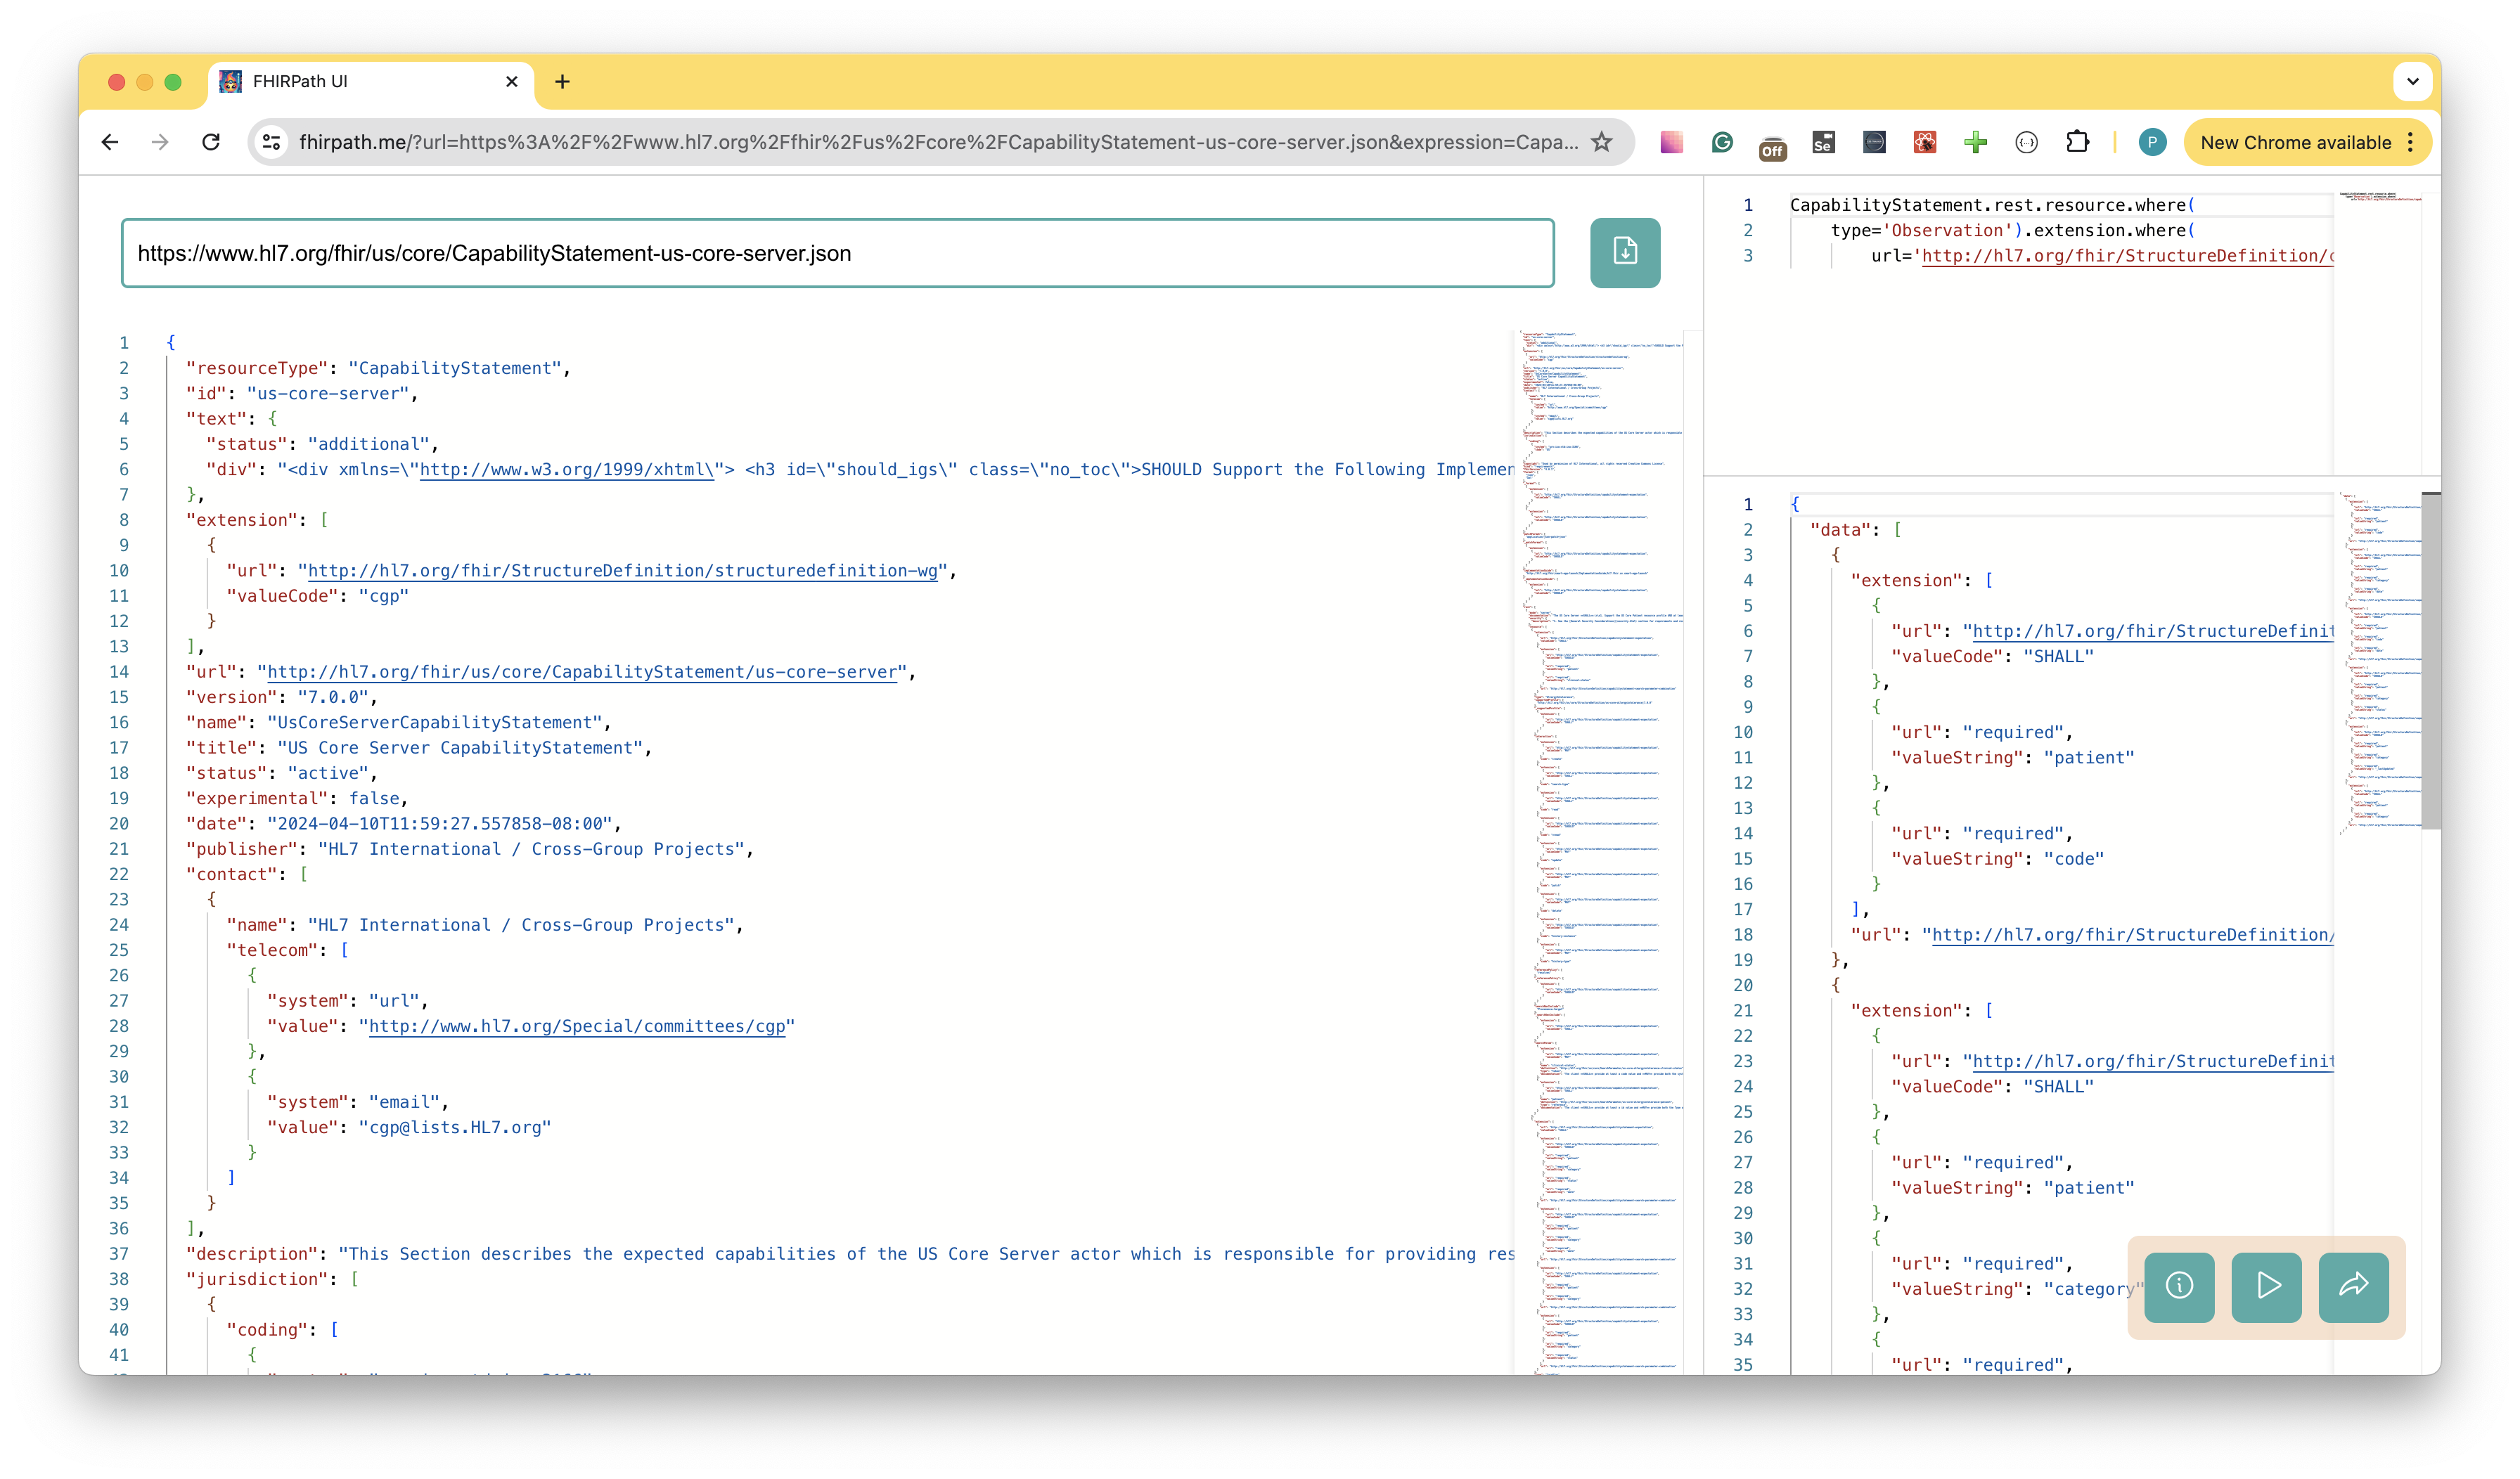 FHIRPath UI
fhirpath.me/?url=https%3A%2F%2Fwww.hl7.org%2Ffhir%2Fus%2Fcore%2FCapabilityStatement-us-core-server.json&expression=Capa...
Off
Se
P
New Chrome available
https://www.hl7.org/fhir/us/core/CapabilityStatement-us-core-server.json
1 {
2 "resourceType": "CapabilityStatement",
3 "id": "us-core-server",
4 "text": {
5 "status": "additional",
6 "div": "<div xmlns=\"http://www.w3.org/1999/xhtml\"> <h3 id=\"should_igs\" class=\"no_toc\">SHOULD Support the Following Implemen
7 },
8 "extension": [
9 {
10 "url": "http://hl7.org/fhir/StructureDefinition/structuredefinition-wg",
11 "valueCode": "cgp"
12 }
13 ],
14 "url": "http://hl7.org/fhir/us/core/CapabilityStatement/us-core-server",
15 "version": "7.0.0",
16 "name": "UsCoreServerCapabilityStatement",
17 "title": "US Core Server CapabilityStatement",
18 "status": "active",
19 "experimental": false,
20 "date": "2024-04-10T11:59:27.557858-08:00",
21 "publisher": "HL7 International / Cross-Group Projects",
22 "contact": [
23 {
24 "name": "HL7 International / Cross-Group Projects",
25 "telecom": [
26 {
27 "system": "url",
28 "value": "http://www.hl7.org/Special/committees/cgp"
29 },
30 {
31 "system": "email",
32 "value": "cgp@lists.HL7.org"
33 }
34 ]
35 }
36 ],
37 "description": "This Section describes the expected capabilities of the US Core Server actor which is responsible for providing res
38 "jurisdiction": [
39 {
40 "coding": [
41 {
1 CapabilityStatement.rest.resource.where(
2 type='Observation').extension.where(
3 url='http://hl7.org/fhir/StructureDefinition/c
1 {
2 "data": [
3 {
4 "extension": [
5 {
6 "url": "http://hl7.org/fhir/StructureDefinit
7 "valueCode": "SHALL"
8 },
9 {
10 "url": "required",
11 "valueString": "patient"
12 },
13 {
14 "url": "required",
15 "valueString": "code"
16 }
17 ],
18 "url": "http://hl7.org/fhir/StructureDefinition/
19 },
20 {
21 "extension": [
22 {
23 "url": "http://hl7.org/fhir/StructureDefinit
24 "valueCode": "SHALL"
25 },
26 {
27 "url": "required",
28 "valueString": "patient"
29 },
30 {
31 "url": "required",
32 "valueString": "category"
33 },
34 {
35 "url": "required",